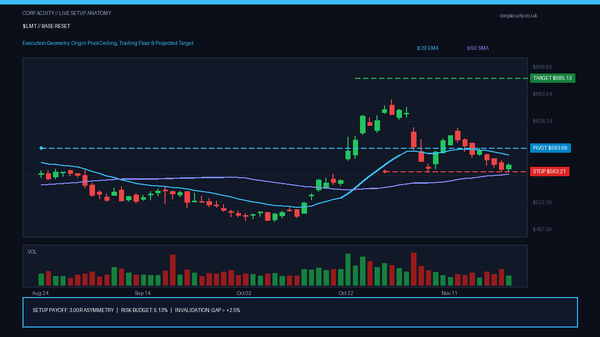 CORP ACUITY // LIVE SETUP ANATOMY
corpacuity.co.uk
$LMT // BASE-RESET
Execution Geometry: Origin Pivot Ceiling, Trailing Floor & Projected Target
20 EMA
50 SMA
TARGET $685.13
PIVOT $593.69
STOP $563.21
VOL
Aug 24 Sep 14 Oct 02 Oct 22 Nov 11
SETUP PAYOFF: 3.00R ASYMMETRY | RISK BUDGET: 5.13% | INVALIDATION: GAP > +2.5%